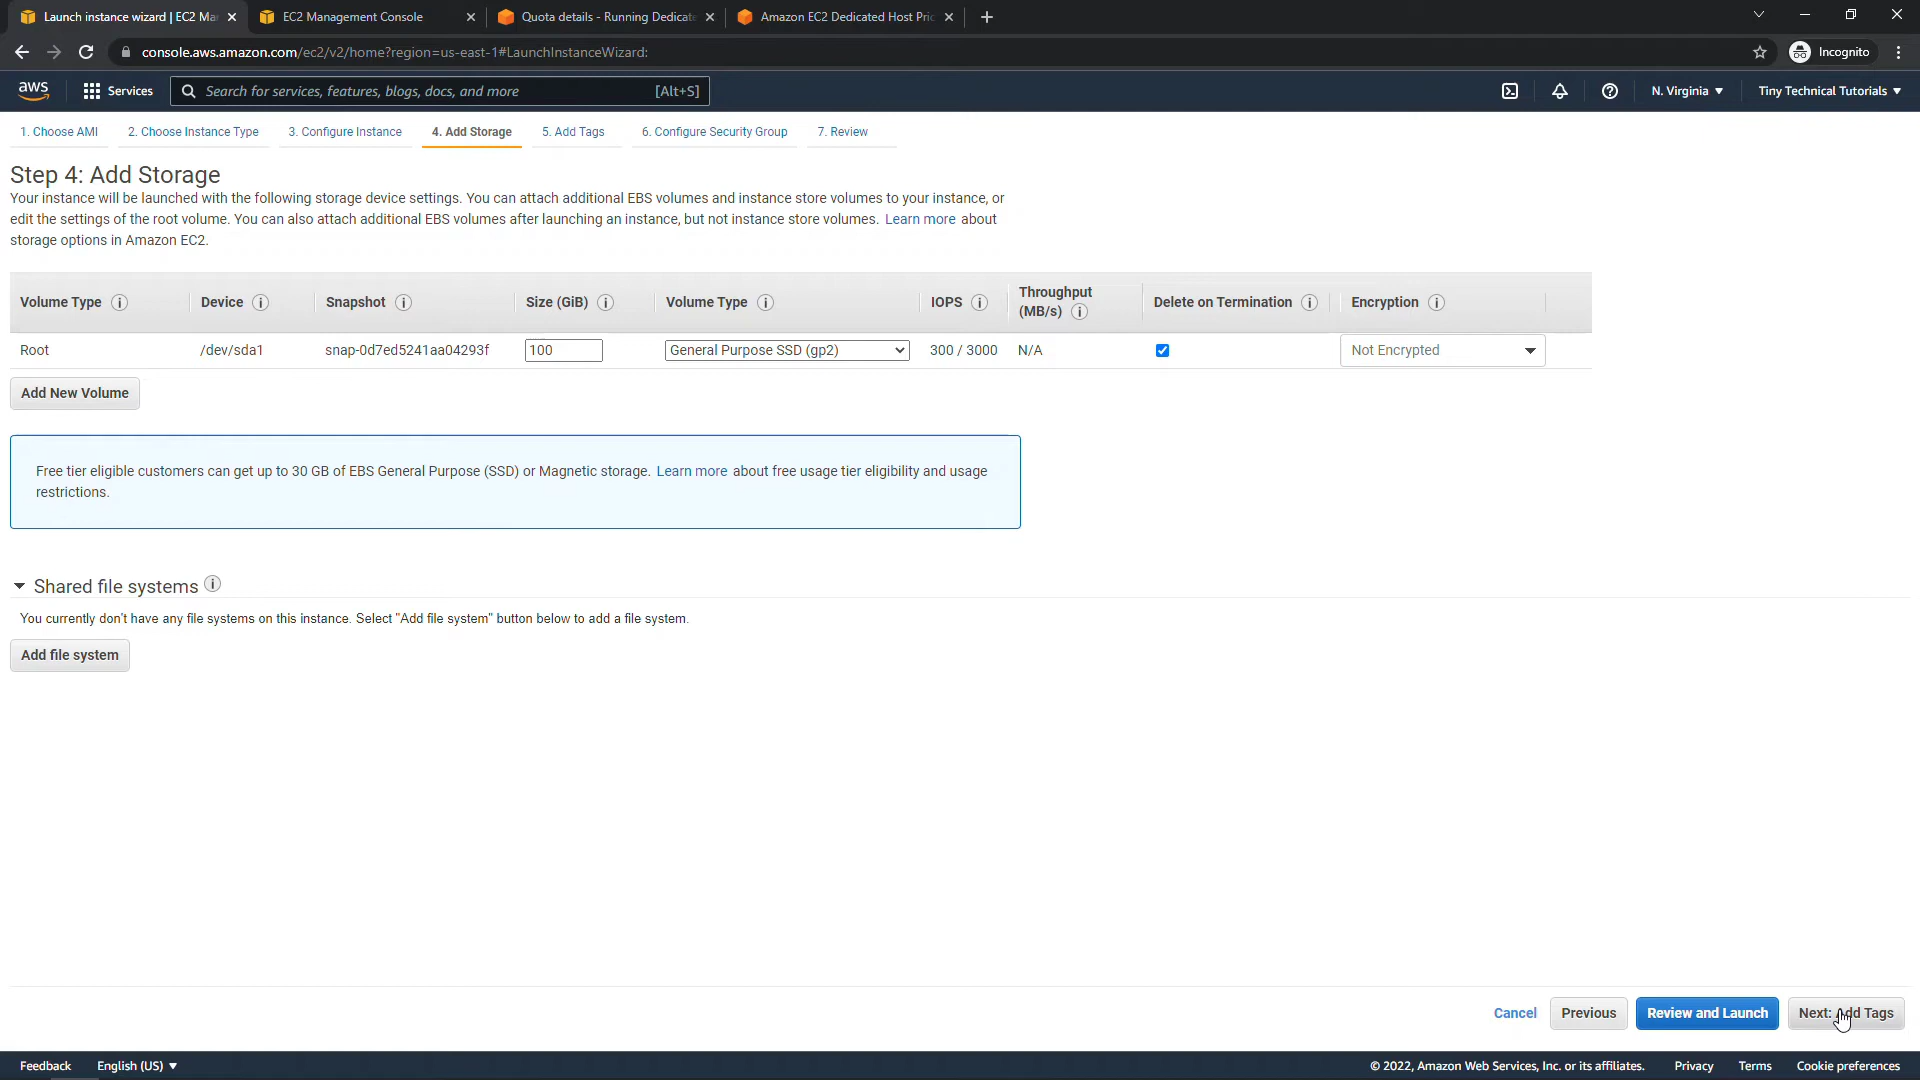 Launch instance wizard | EC2 Ma
EC2 Management Console
Quota details - Running Dedicate
Amazon EC2 Dedicated Host Pric
console.aws.amazon.com/ec2/v2/home?region=us-east-1#LaunchInstanceWizard:
Incognito
aws
Services
Search for services, features, blogs, docs, and more
[Alt+S]
N. Virginia
Tiny Technical Tutorials
1. Choose AMI
2. Choose Instance Type
3. Configure Instance
4. Add Storage
5. Add Tags
6. Configure Security Group
7. Review
Step 4: Add Storage
Your instance will be launched with the following storage device settings. You can attach additional EBS volumes and instance store volumes to your instance, or
edit the settings of the root volume. You can also attach additional EBS volumes after launching an instance, but not instance store volumes. Learn more about
storage options in Amazon EC2.
Volume Type
Device
Snapshot
Size (GiB)
Volume Type
IOPS
Throughput
(MB/s)
Delete on Termination
Encryption
Root
/dev/sda1
snap-0d7ed5241aa04293f
100
General Purpose SSD (gp2)
300 / 3000
N/A
Not Encrypted
Add New Volume
Free tier eligible customers can get up to 30 GB of EBS General Purpose (SSD) or Magnetic storage. Learn more about free usage tier eligibility and usage
restrictions.
Shared file systems
You currently don't have any file systems on this instance. Select "Add file system" button below to add a file system.
Add file system
Cancel
Previous
Review and Launch
Next: Add Tags
Feedback
English (US)
© 2022, Amazon Web Services, Inc. or its affiliates.
Privacy
Terms
Cookie preferences